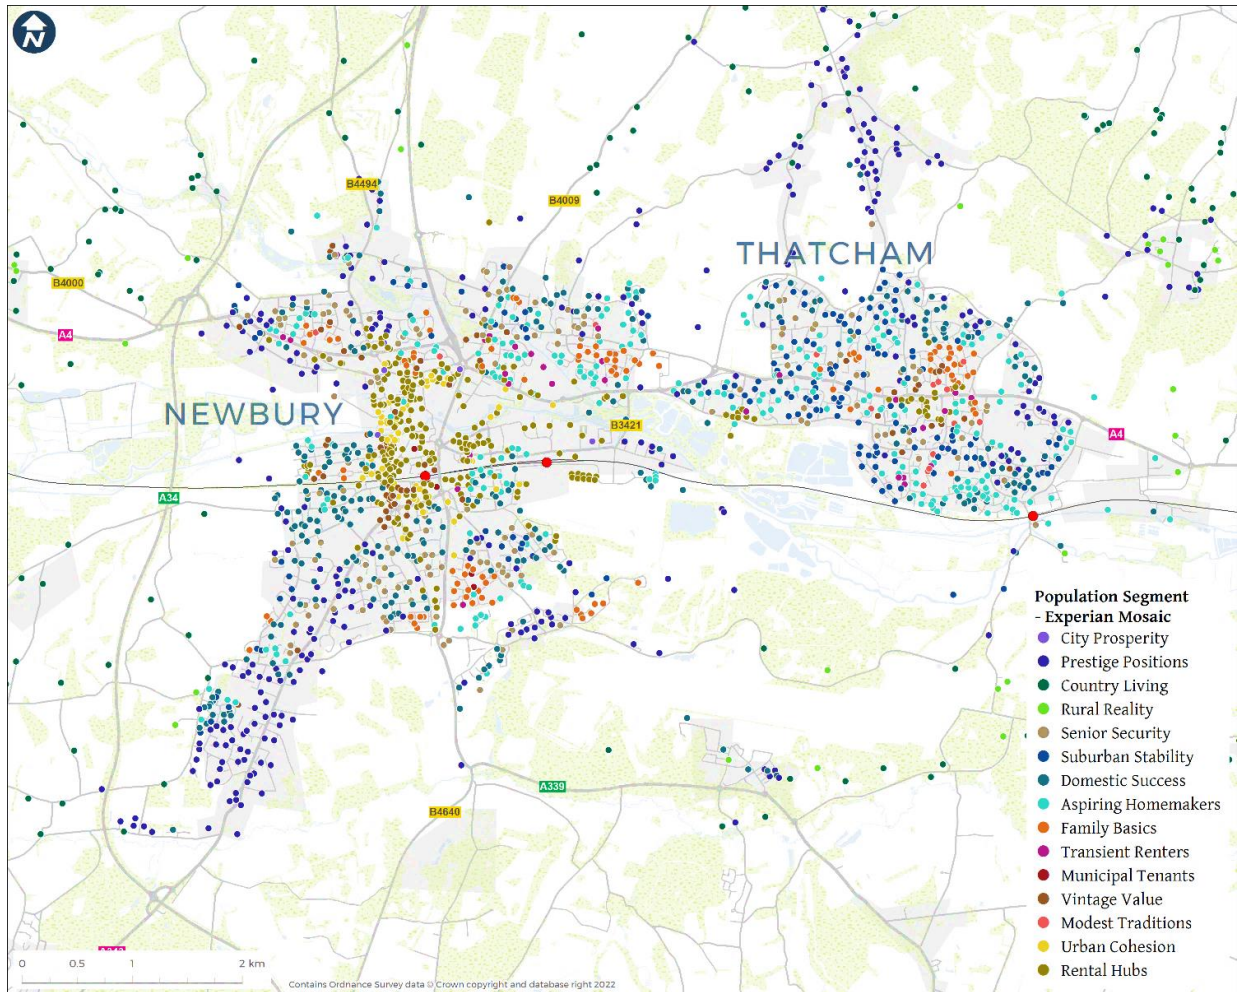 N
B4494
B4009
THATCHAM
B4000
A4
NEWBURY
B3421
A4
A34
Population Segment
- Experian Mosaic
City Prosperity
Prestige Positions
Country Living
Rural Reality
Senior Security
Suburban Stability
Domestic Success
Aspiring Homemakers
Family Basics
Transient Renters
Municipal Tenants
Vintage Value
Modest Traditions
Urban Cohesion
Rental Hubs
A339
B4640
0 0.5 1 2 km
Contains Ordnance Survey data © Crown copyright and database right 2022